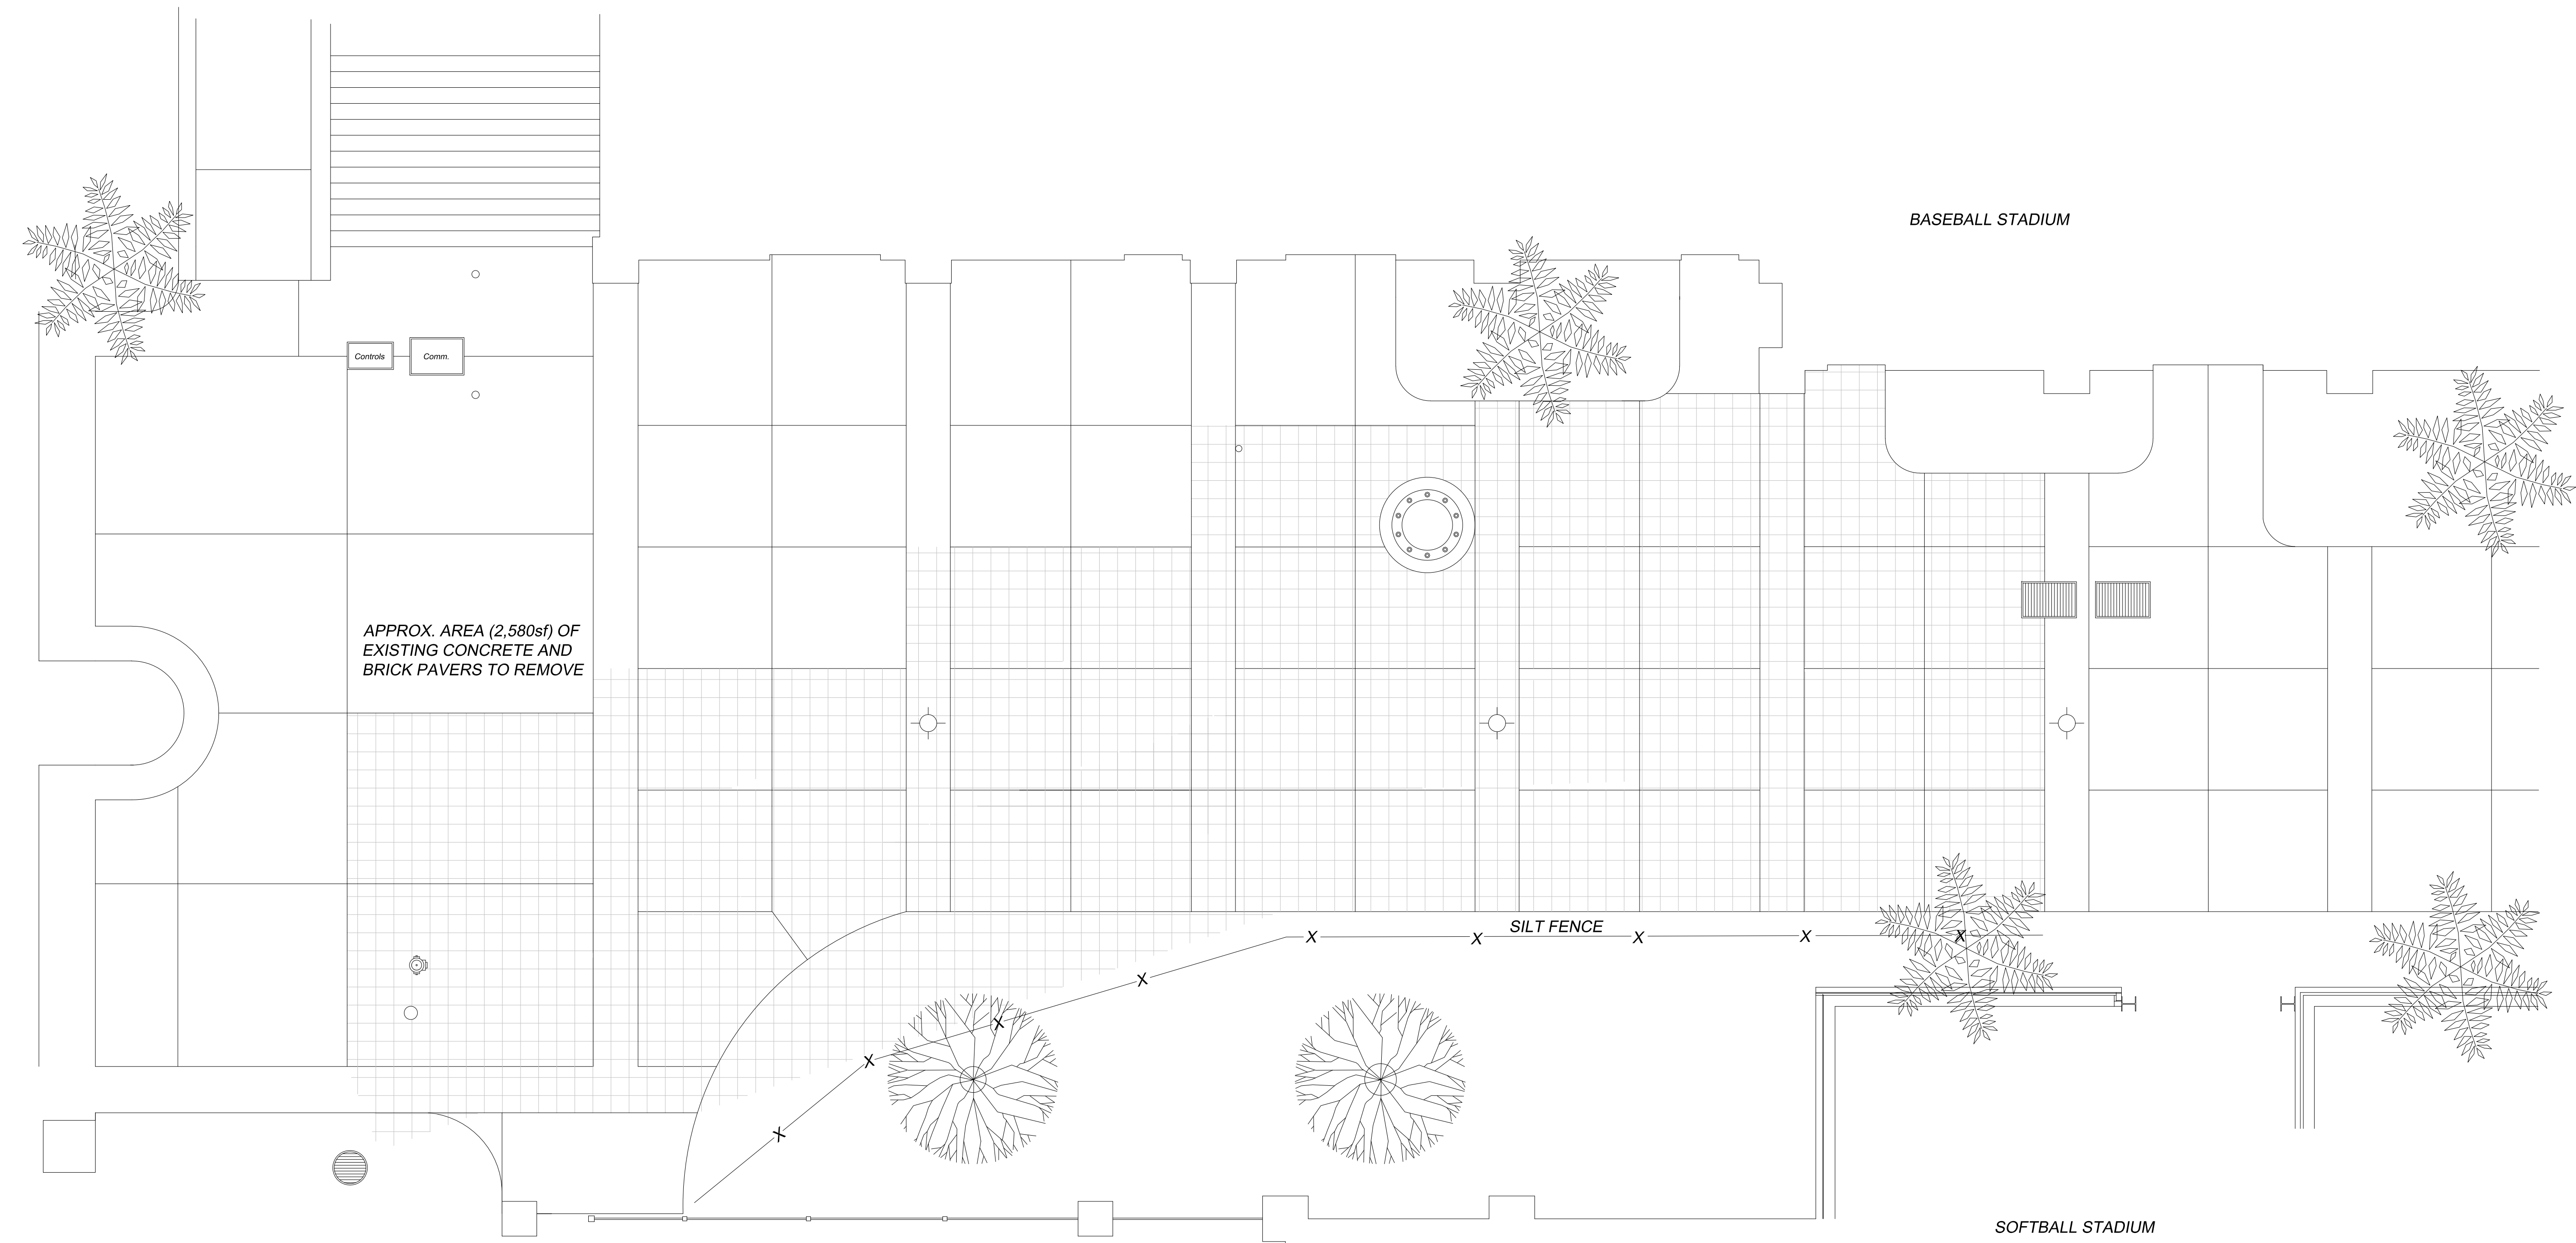 BASEBALL STADIUM
Controls
Comm.
APPROX. AREA (2,580sf) OF
EXISTING CONCRETE AND
BRICK PAVERS TO REMOVE
SILT FENCE
X
X
X
X
X
X
X
X
X
SOFTBALL STADIUM